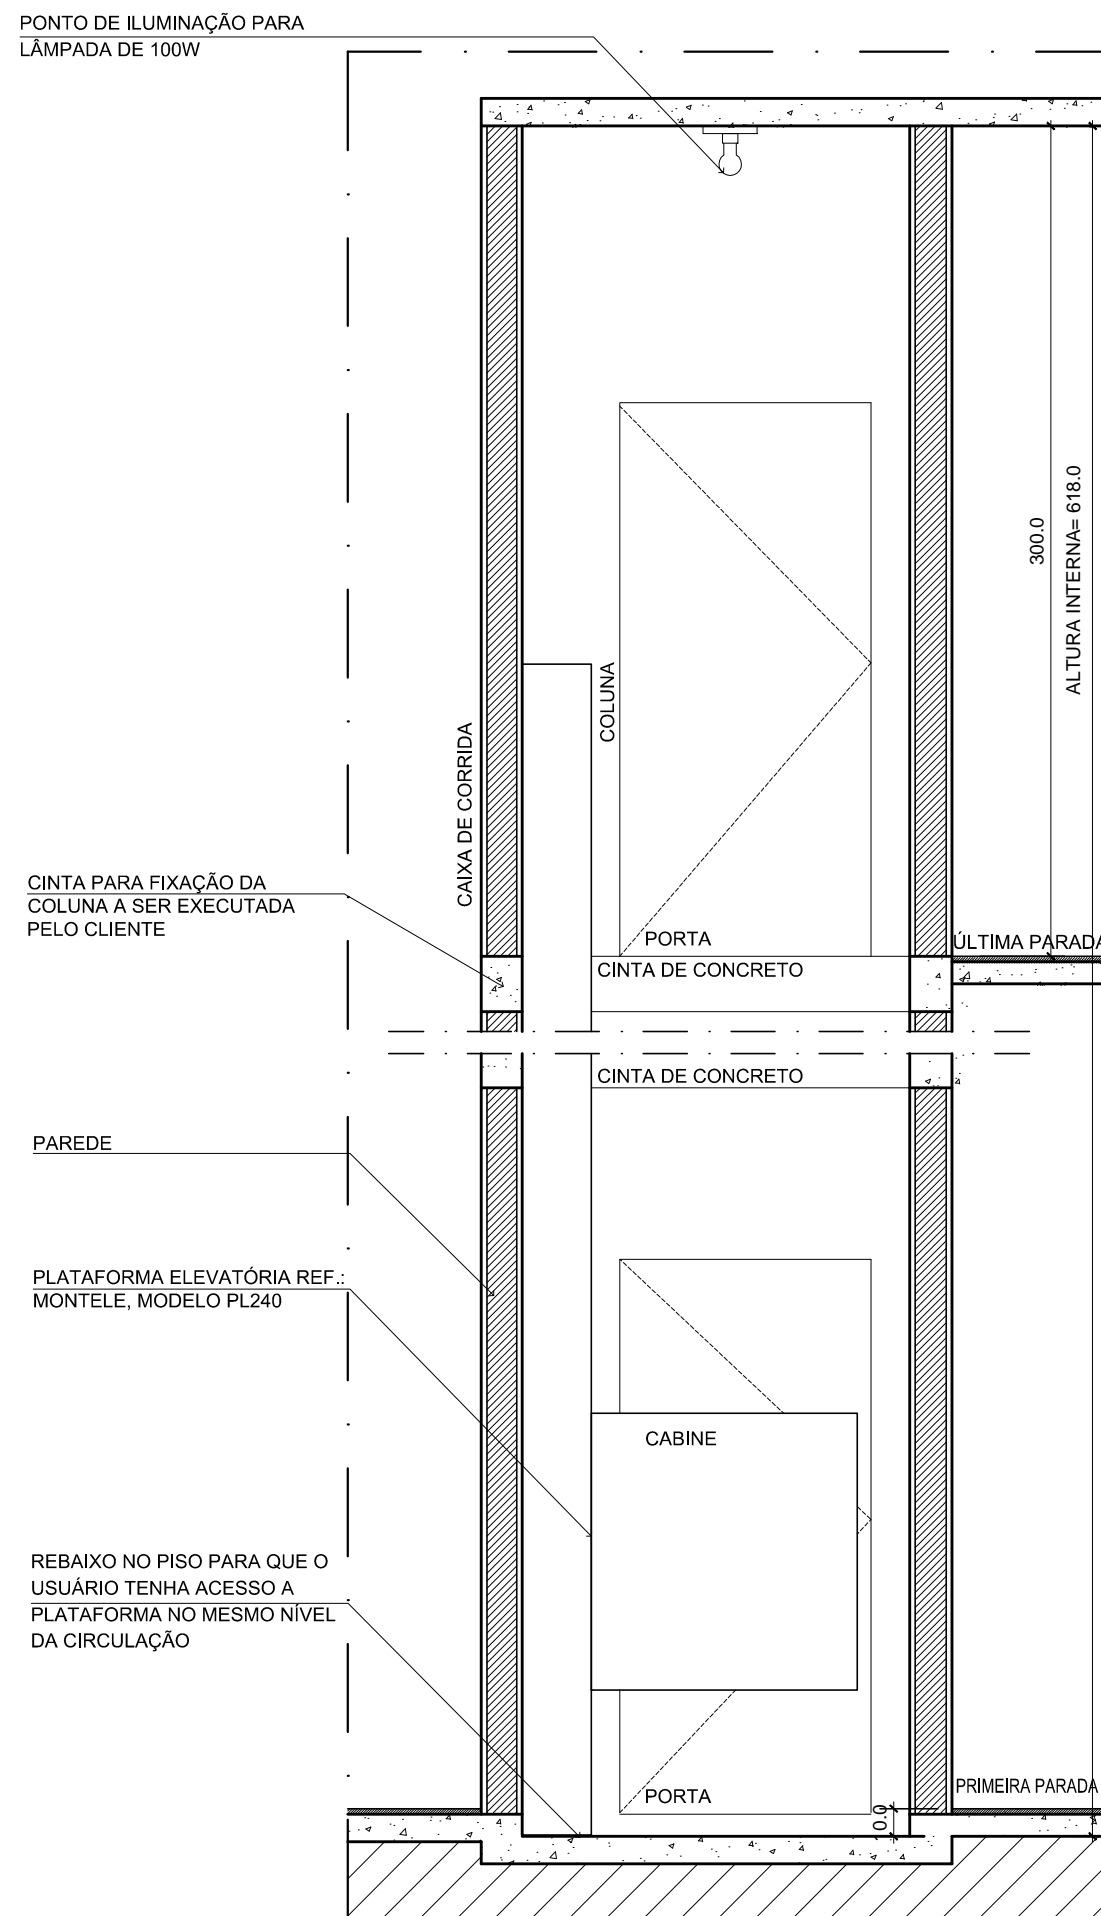 PONTO DE ILUMINAÇÃO PARA
LÂMPADA DE 100W
300.0
ALTURA INTERNA= 618.0
COLUNA
CAIXA DE CORRIDA
CINTA PARA FIXAÇÃO DA
COLUNA A SER EXECUTADA
PELO CLIENTE
PORTA
ÚLTIMA PARADA
CINTA DE CONCRETO
CINTA DE CONCRETO
PAREDE
PLATAFORMA ELEVATÓRIA REF.:
MONTELE, MODELO PL240
CABINE
REBAIXO NO PISO PARA QUE O
USUÁRIO TENHA ACESSO A
PLATAFORMA NO MESMO NÍVEL
DA CIRCULAÇÃO
PRIMEIRA PARADA
PORTA